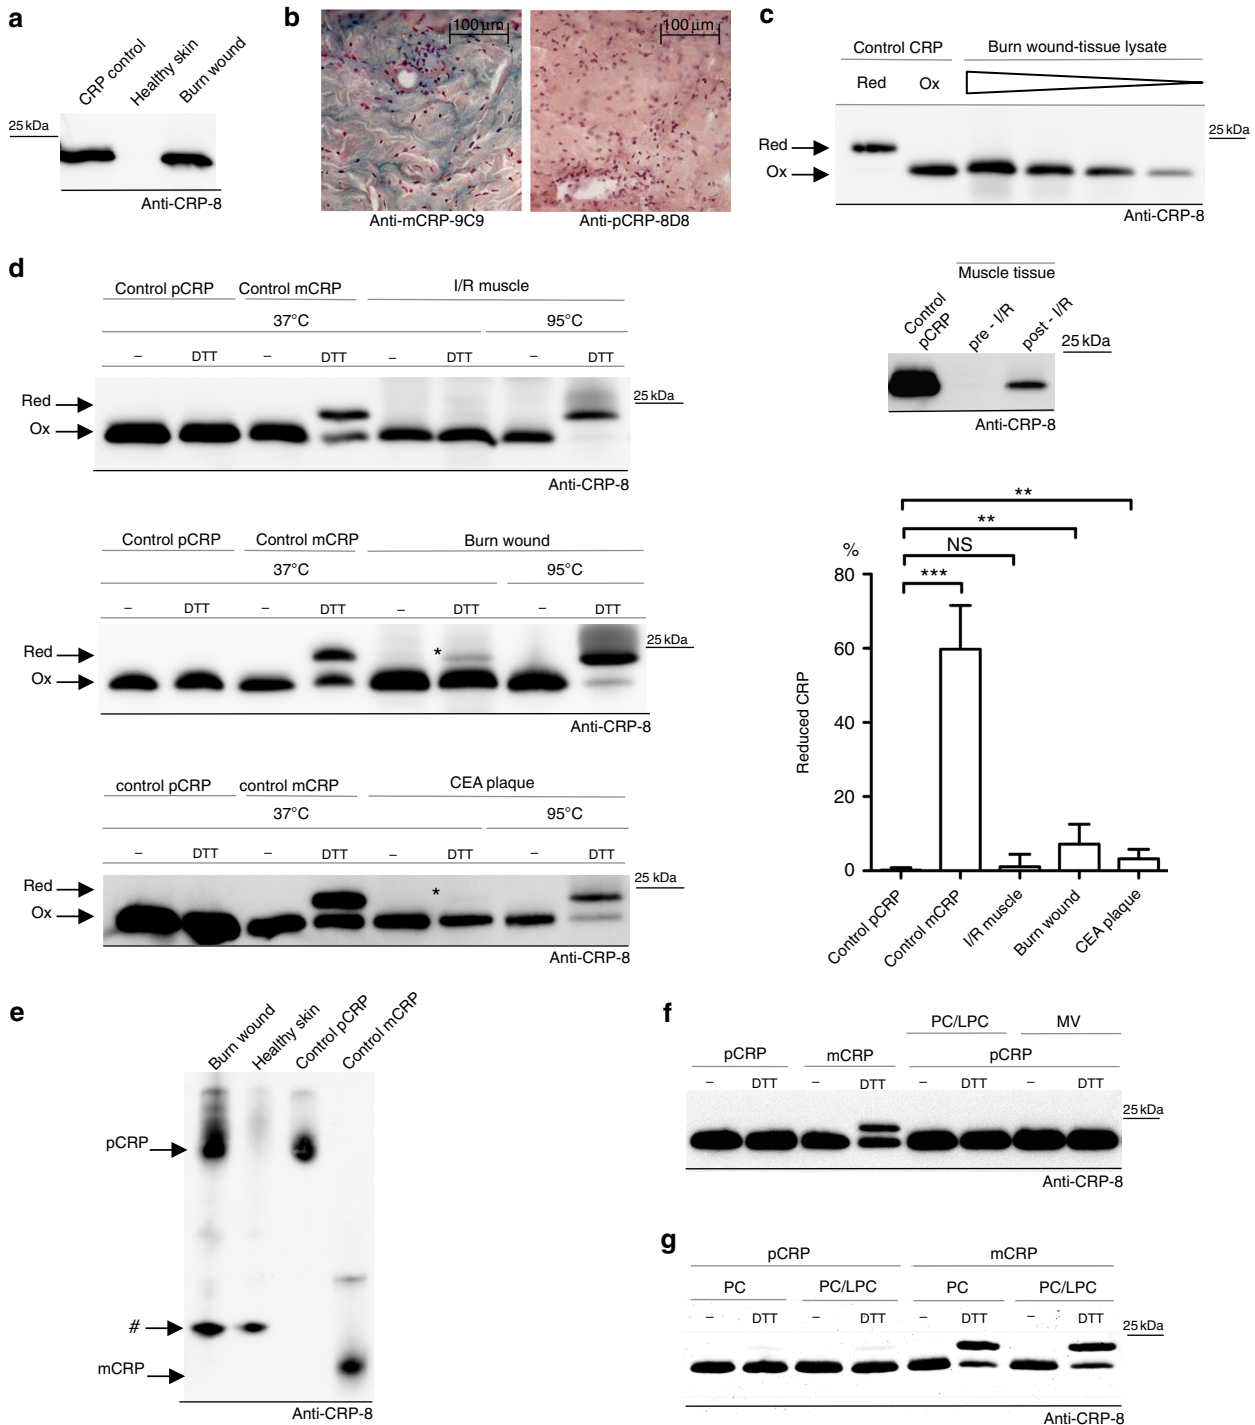 a
CRP control
Healthy skin
Burn wound
25 kDa
Anti-CRP-8
b
100 µm
100 µm
Anti-mCRP-9C9
Anti-pCRP-8D8
c
Control CRP
Burn wound-tissue lysate
Red
Ox
25 kDa
Red
Ox
Anti-CRP-8
d
Control pCRP
Control mCRP
I/R muscle
37°C
95°C
– DTT – DTT – DTT – DTT
Red
Ox
25 kDa
Anti-CRP-8
Control pCRP
Control mCRP
Burn wound
37°C
95°C
– DTT – DTT – DTT – DTT
Red
Ox
*
25 kDa
Anti-CRP-8
control pCRP
control mCRP
CEA plaque
37°C
95°C
– DTT – DTT – DTT – DTT
Red
Ox
*
25 kDa
Anti-CRP-8
Muscle tissue
Control pCRP
pre - I/R
post - I/R
25 kDa
Anti-CRP-8
**
**
NS
***
%
80
60
40
20
0
Reduced CRP
Control pCRP
Control mCRP
I/R muscle
Burn wound
CEA plaque
e
Burn wound
Healthy skin
Control pCRP
Control mCRP
pCRP
#
mCRP
Anti-CRP-8
f
PC/LPC
MV
pCRP
mCRP
pCRP
– DTT – DTT – DTT – DTT
25 kDa
Anti-CRP-8
g
pCRP
mCRP
PC
PC/LPC
PC
PC/LPC
– DTT – DTT – DTT – DTT
25 kDa
Anti-CRP-8